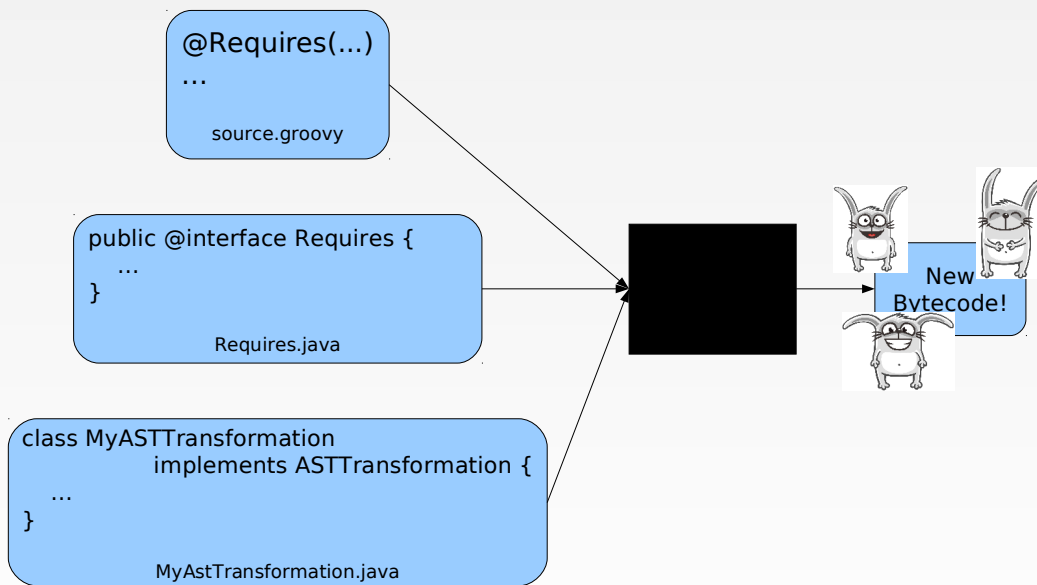 @Requires(...)
...
source.groovy
public @interface Requires {
...
}
Requires.java
class MyASTTransformation
implements ASTTransformation {
...
}
MyAstTransformation.java
New
Bytecode!